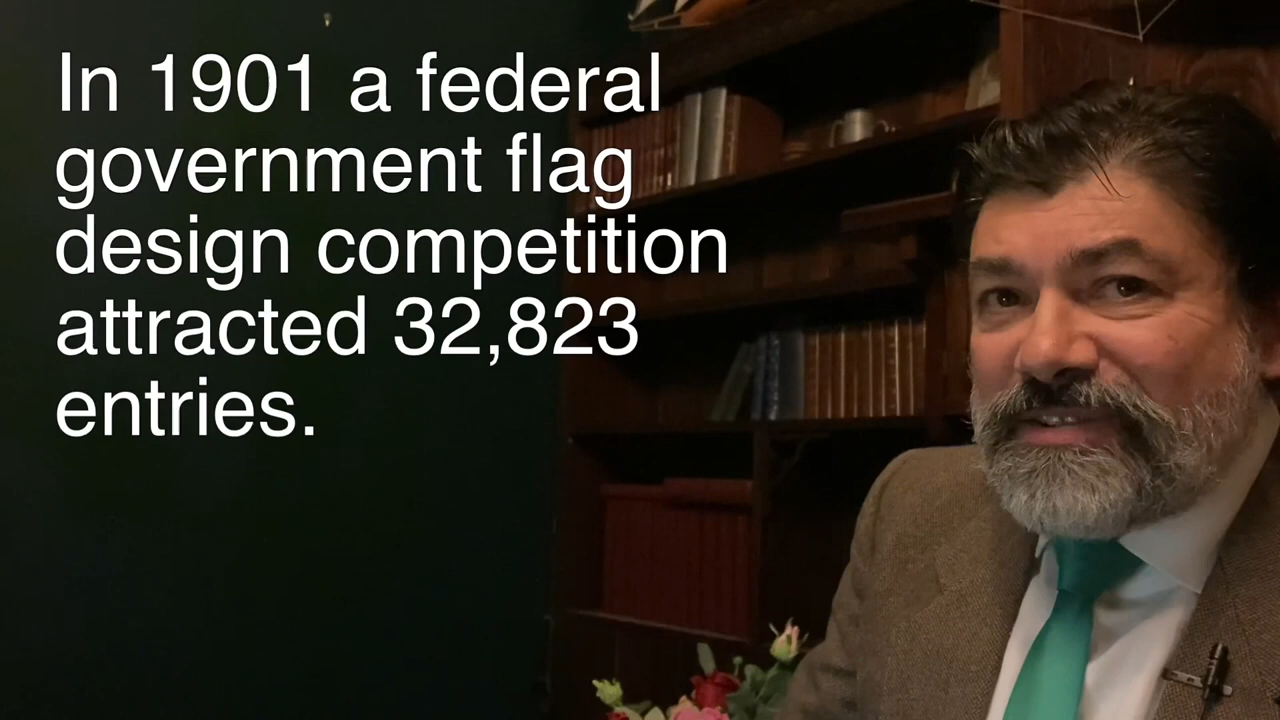 In 1901 a federal
government flag
design competition
attracted 32,823
entries.